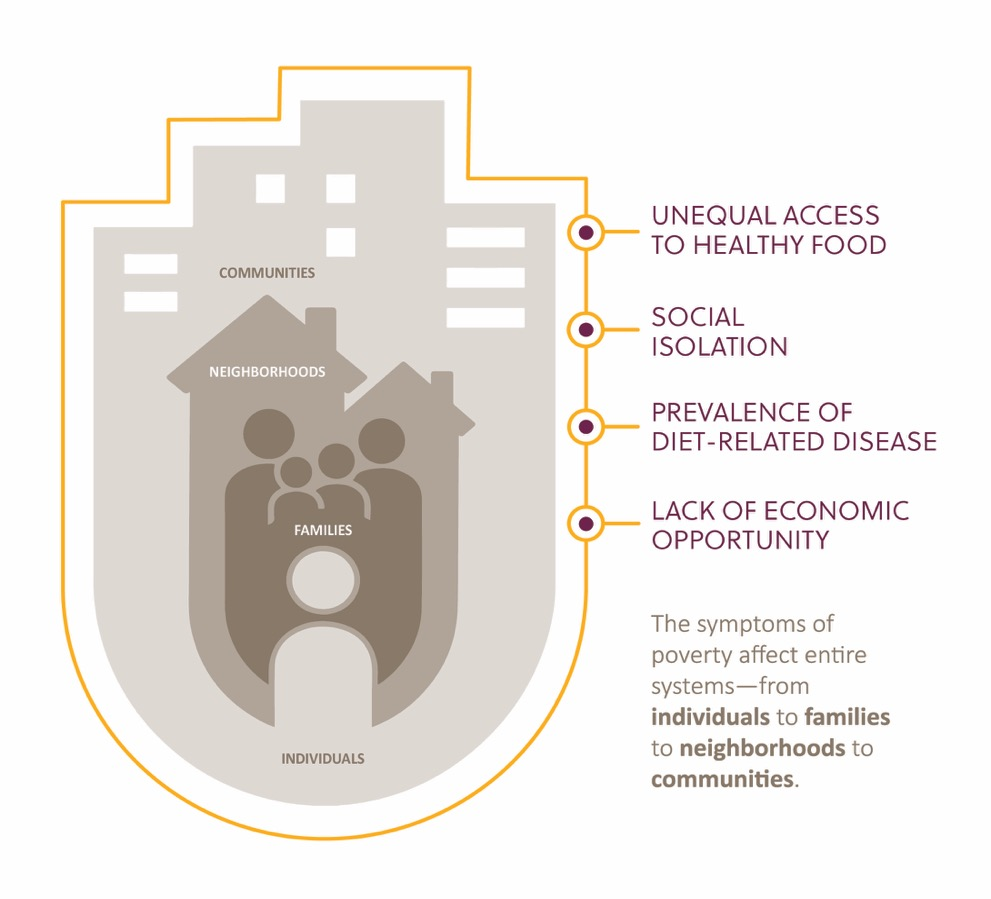 COMMUNITIES
NEIGHBORHOODS
FAMILIES
INDIVIDUALS
UNEQUAL ACCESS
TO HEALTHY FOOD
SOCIAL
ISOLATION
PREVALENCE OF
DIET-RELATED DISEASE
LACK OF ECONOMIC
OPPORTUNITY
The symptoms of
poverty affect entire
systems—from
individuals to families
to neighborhoods to
communities.